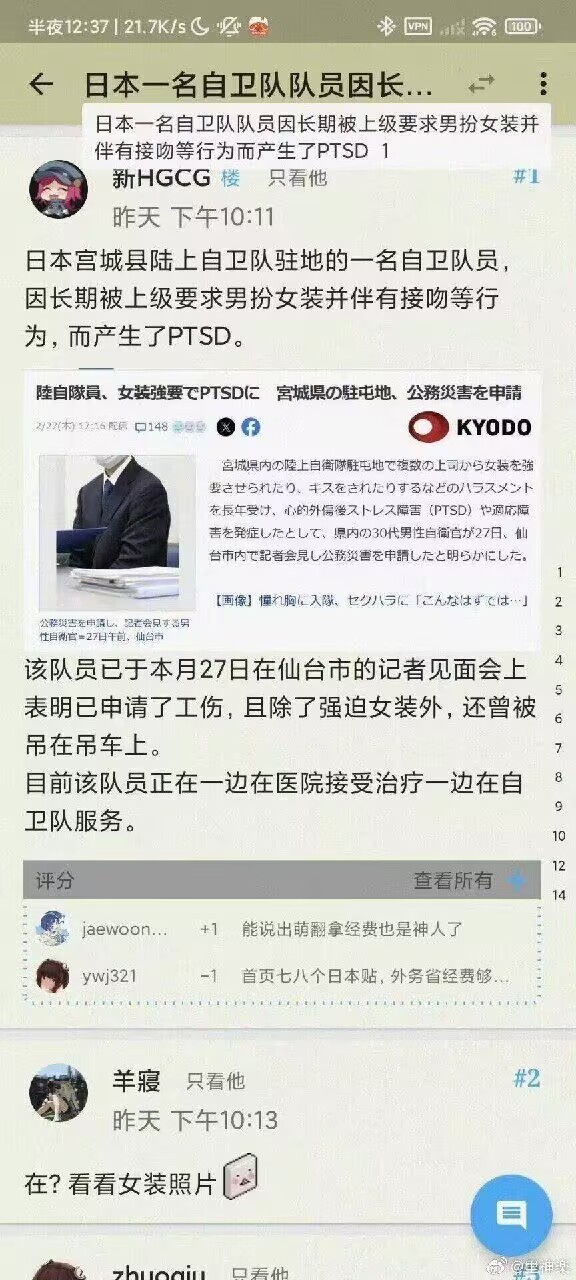 半夜12:37 | 21.7K/s
VPN
100
日本一名自卫队队员因长...
日本一名自卫队队员因长期被上级要求男扮女装并
伴有接吻等行为而产生了PTSD 1
新HGCG 楼 只看他
#1
昨天 下午10:11
日本宫城县陆上自卫队驻地的一名自卫队员,
因长期被上级要求男扮女装并伴有接吻等行
为, 而产生了PTSD。
陸自隊員、女装強要でPTSDに 宮城県の駐屯地、公務災害を申請
2/27(木) 12:16 配信 148
KYODO
宮城県内の陸上自衛隊駐屯地で複数の上司から女装を強
要させられたり、キスをされたりするなどのハラスメント
を長年受け、心的外傷後ストレス障害(PTSD)や適応障
害を発症したとして、県内の30代男性自衛官が27日、仙
台市内で記者会見し公務災害を申請したと明らかにした。
【画像】憧れ胸に入隊、セクハラに「こんなはずでは…」
公務災害を申請し、記者会見する男
性自衛官=27日午前、仙台市
该队员已于本月27日在仙台市的记者见面会上
表明已申请了工伤, 且除了强迫女装外, 还曾被
吊在吊车上。
目前该队员正在一边在医院接受治疗一边在自
卫队服务。
1
2
3
4
5
6
7
8
9
10
12
14
评分 查看所有 +
jaewoon... +1 能说出萌翻拿经费也是神人了
ywj321 -1 首页七八个日本贴, 外务省经费够...
羊寢 只看他
#2
昨天 下午10:13
在? 看看女装照片
zhuoqiu 只看他